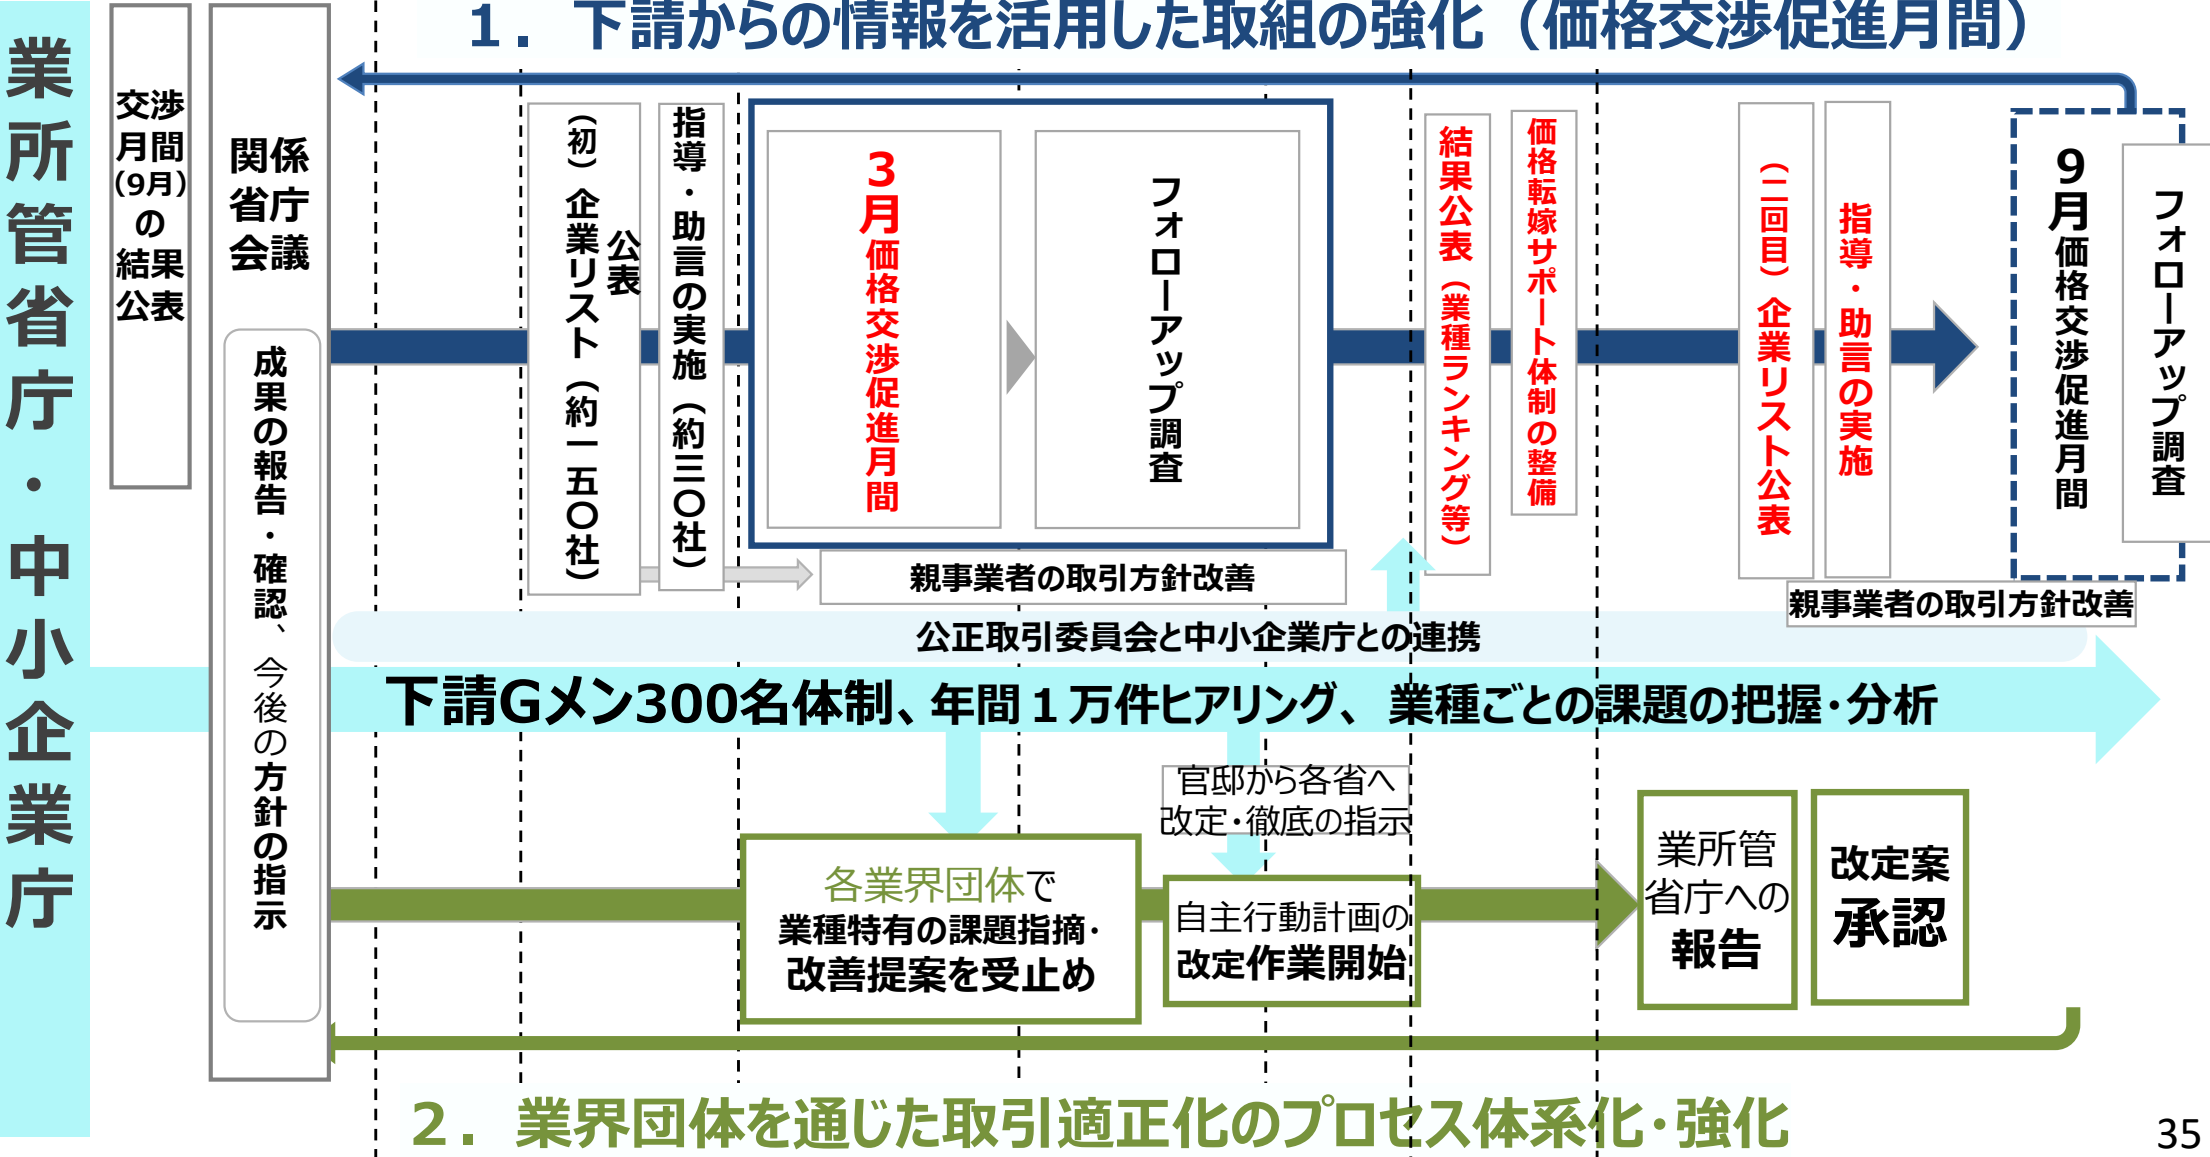 1．下請からの情報を活用した取組の強化（価格交渉促進月間）
業所管省庁・中小企業庁
交渉
月間
（9月）
の
結果
公表
関係
省庁
会議
成果の報告・確認、今後の方針の指示
（初）企業リスト（約一五〇社）
公表
指導・助言の実施（約三〇社）
3月価格交渉促進月間
フォローアップ調査
結果公表（業種ランキング等）
価格転嫁サポート体制の整備
（二回目）企業リスト公表
指導・助言の実施
9月価格交渉促進月間
フォローアップ調査
親事業者の取引方針改善
親事業者の取引方針改善
公正取引委員会と中小企業庁との連携
下請Gメン300名体制、年間１万件ヒアリング、業種ごとの課題の把握・分析
官邸から各省へ
改定・徹底の指示
各業界団体で
業種特有の課題指摘・
改善提案を受止め
自主行動計画の
改定作業開始
業所管
省庁への
報告
改定案
承認
2．業界団体を通じた取引適正化のプロセス体系化・強化
35